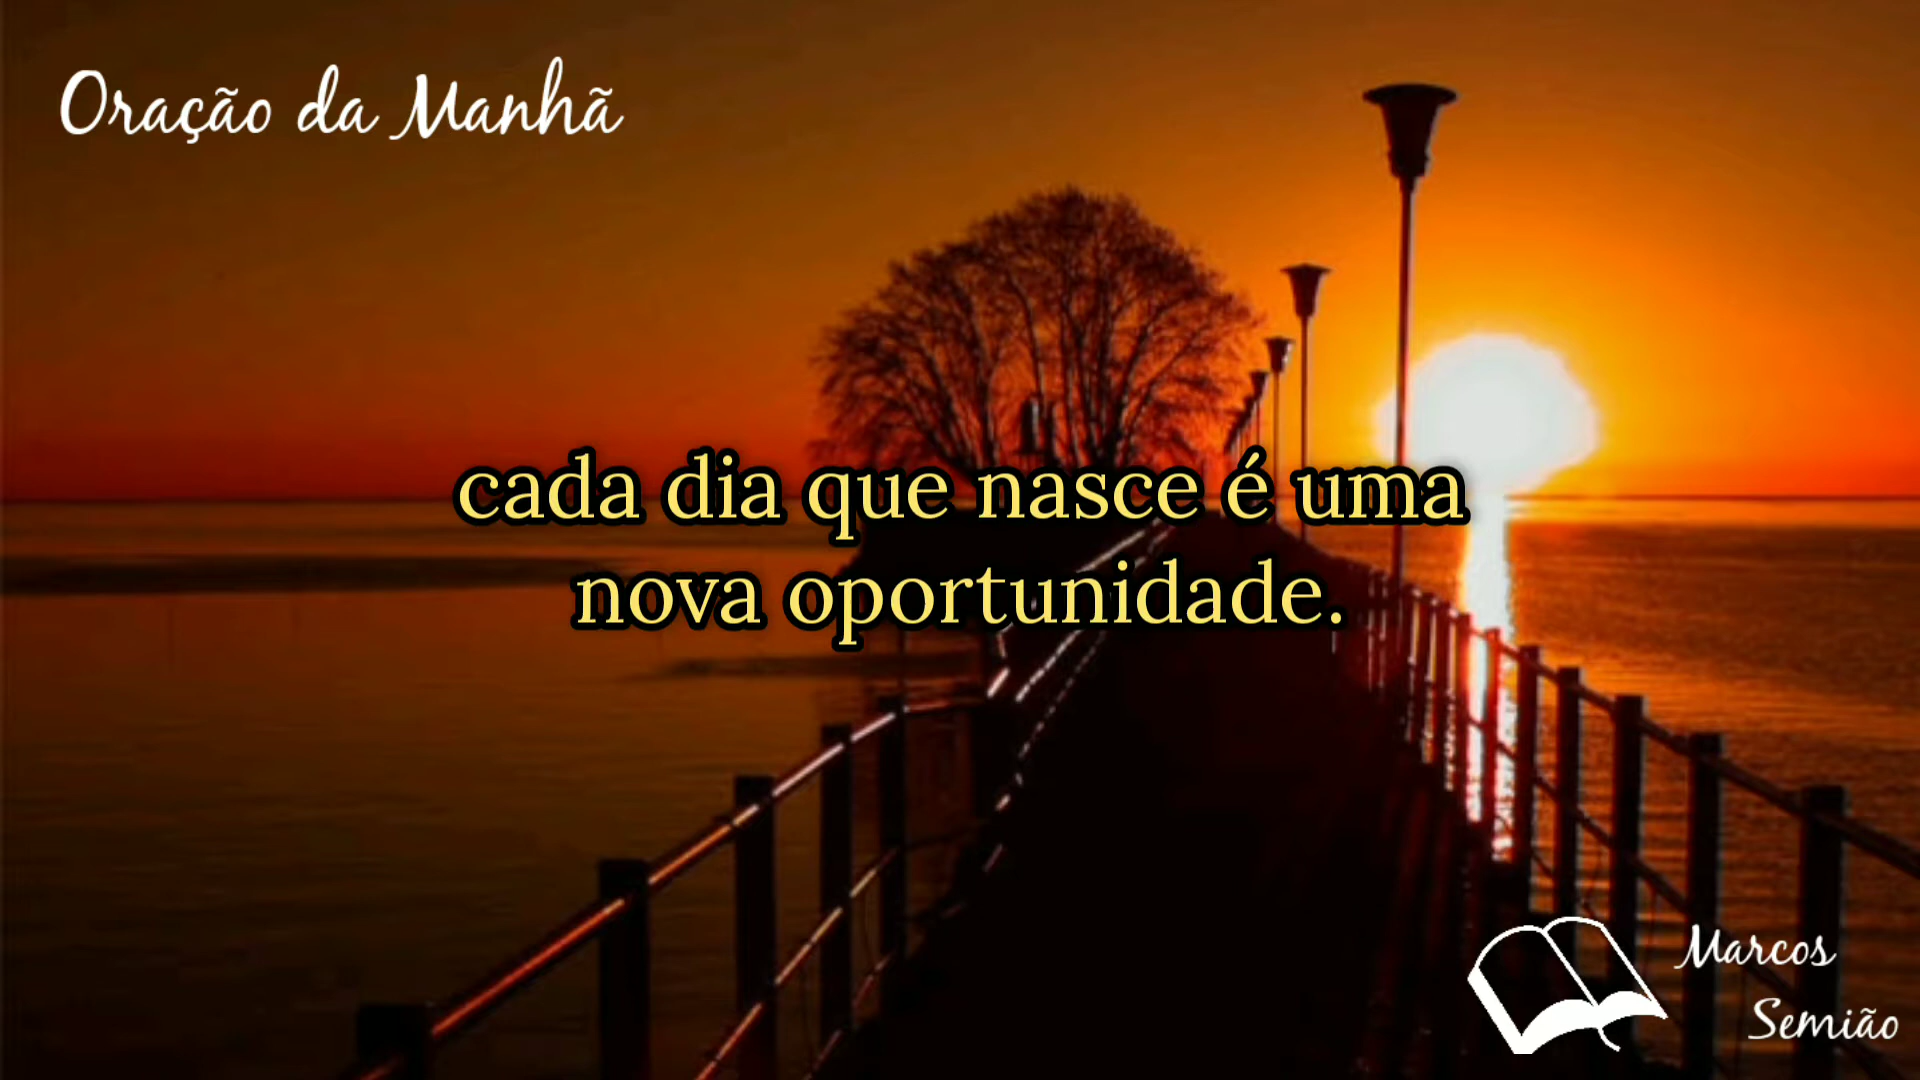 Oração da Manhã
cada dia que nasce é uma
nova oportunidade.
Marcos
Semião